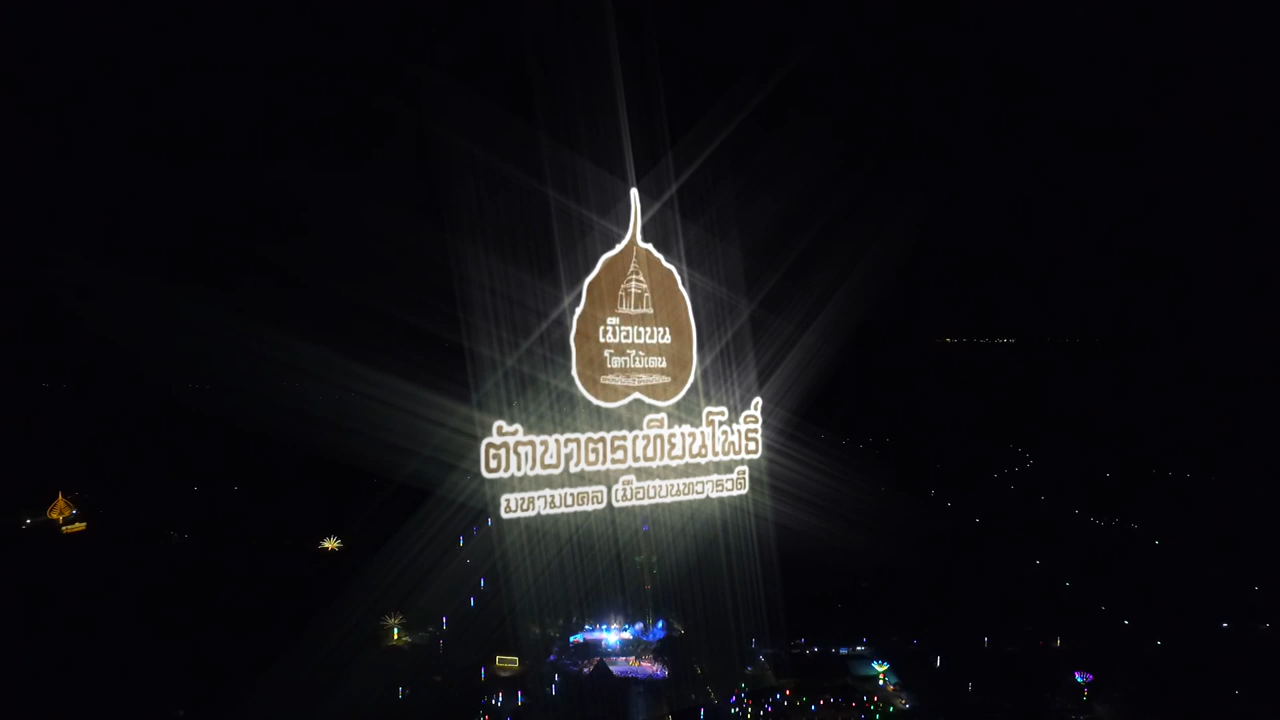 เมืองบน
โคกไม้เดน
ตักบาตรเทียนโพธิ์
มหามงคล เมืองบนทวารวดี